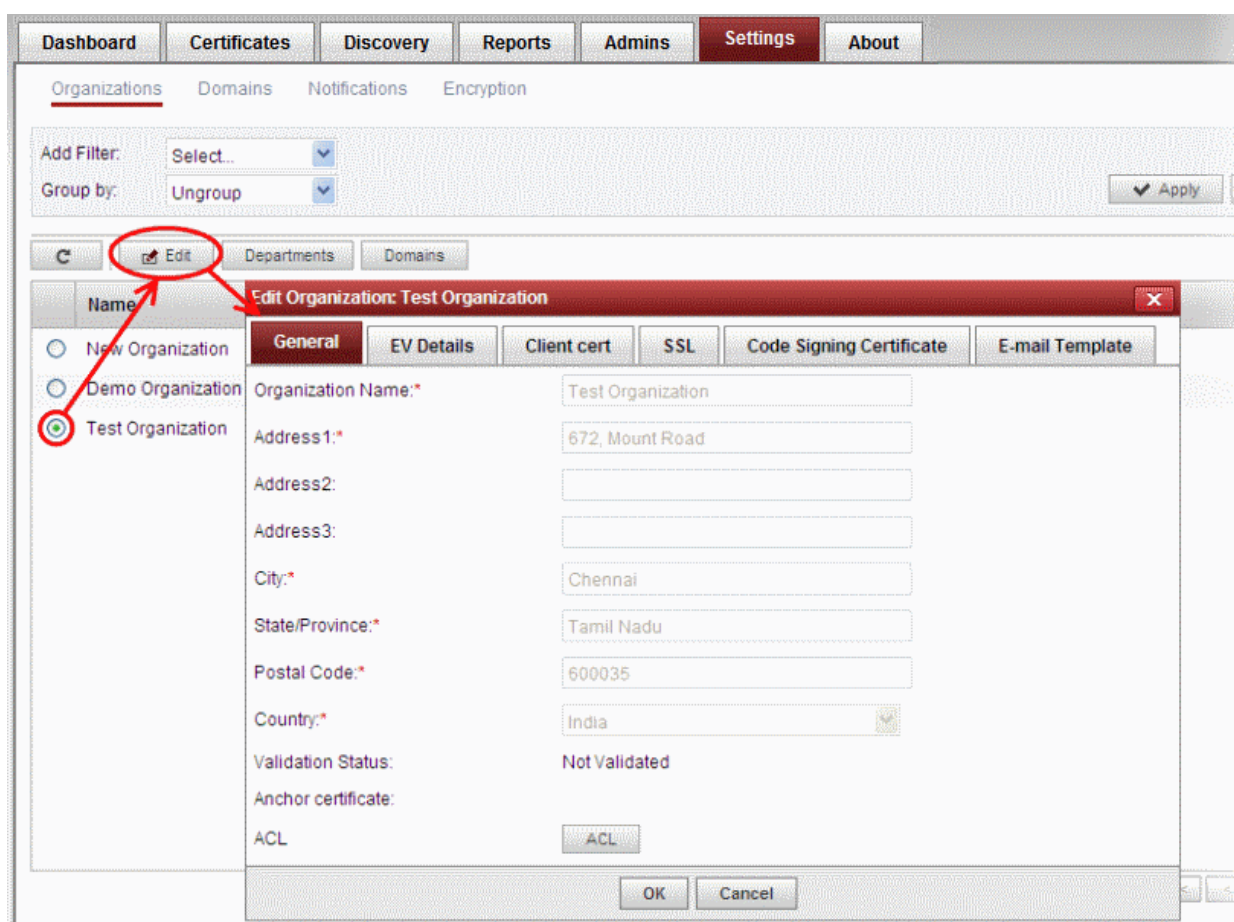 Dashboard Certificates Discovery Reports Admins Settings About
Organizations Domains Notifications Encryption
Add Filter: Select...
Group by: Ungroup
Apply
Edit Departments Domains
Name
New Organization
Demo Organization
Test Organization
Edit Organization: Test Organization
General EV Details Client cert SSL Code Signing Certificate E-mail Template
Organization Name:* Test Organization
Address1:* 672, Mount Road
Address2:
Address3:
City:* Chennai
State/Province:* Tamil Nadu
Postal Code:* 600035
Country:* India
Validation Status: Not Validated
Anchor certificate:
ACL ACL
OK Cancel